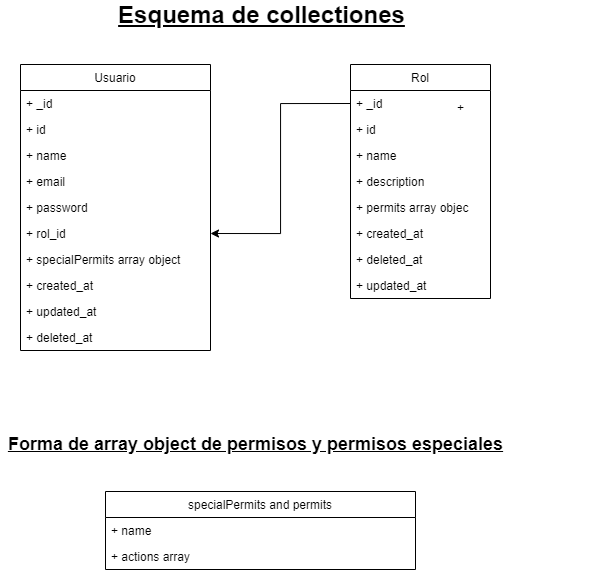 Esquema de collectiones
Usuario
+ _id
+ id
+ name
+ email
+ password
+ rol_id
+ specialPermits array object
+ created_at
+ updated_at
+ deleted_at
Rol
+ _id +
+ id
+ name
+ description
+ permits array objec
+ created_at
+ deleted_at
+ updated_at
Forma de array object de permisos y permisos especiales
specialPermits and permits
+ name
+ actions array